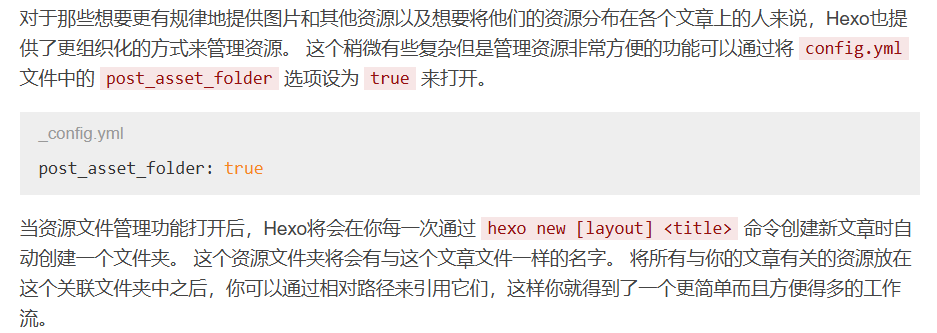 对于那些想要更有规律地提供图片和其他资源以及想要将他们的资源分布在各个文章上的人来说，Hexo也提
供了更组织化的方式来管理资源。 这个稍微有些复杂但是管理资源非常方便的功能可以通过将 config.yml
文件中的 post_asset_folder 选项设为 true 来打开。
_config.yml
post_asset_folder: true
当资源文件管理功能打开后，Hexo将会在你每一次通过 hexo new [layout] <title> 命令创建新文章时自
动创建一个文件夹。 这个资源文件夹将会有与这个文章文件一样的名字。 将所有与你的文章有关的资源放在
这个关联文件夹中之后，你可以通过相对路径来引用它们，这样你就得到了一个更简单而且方便得多的工作
流。